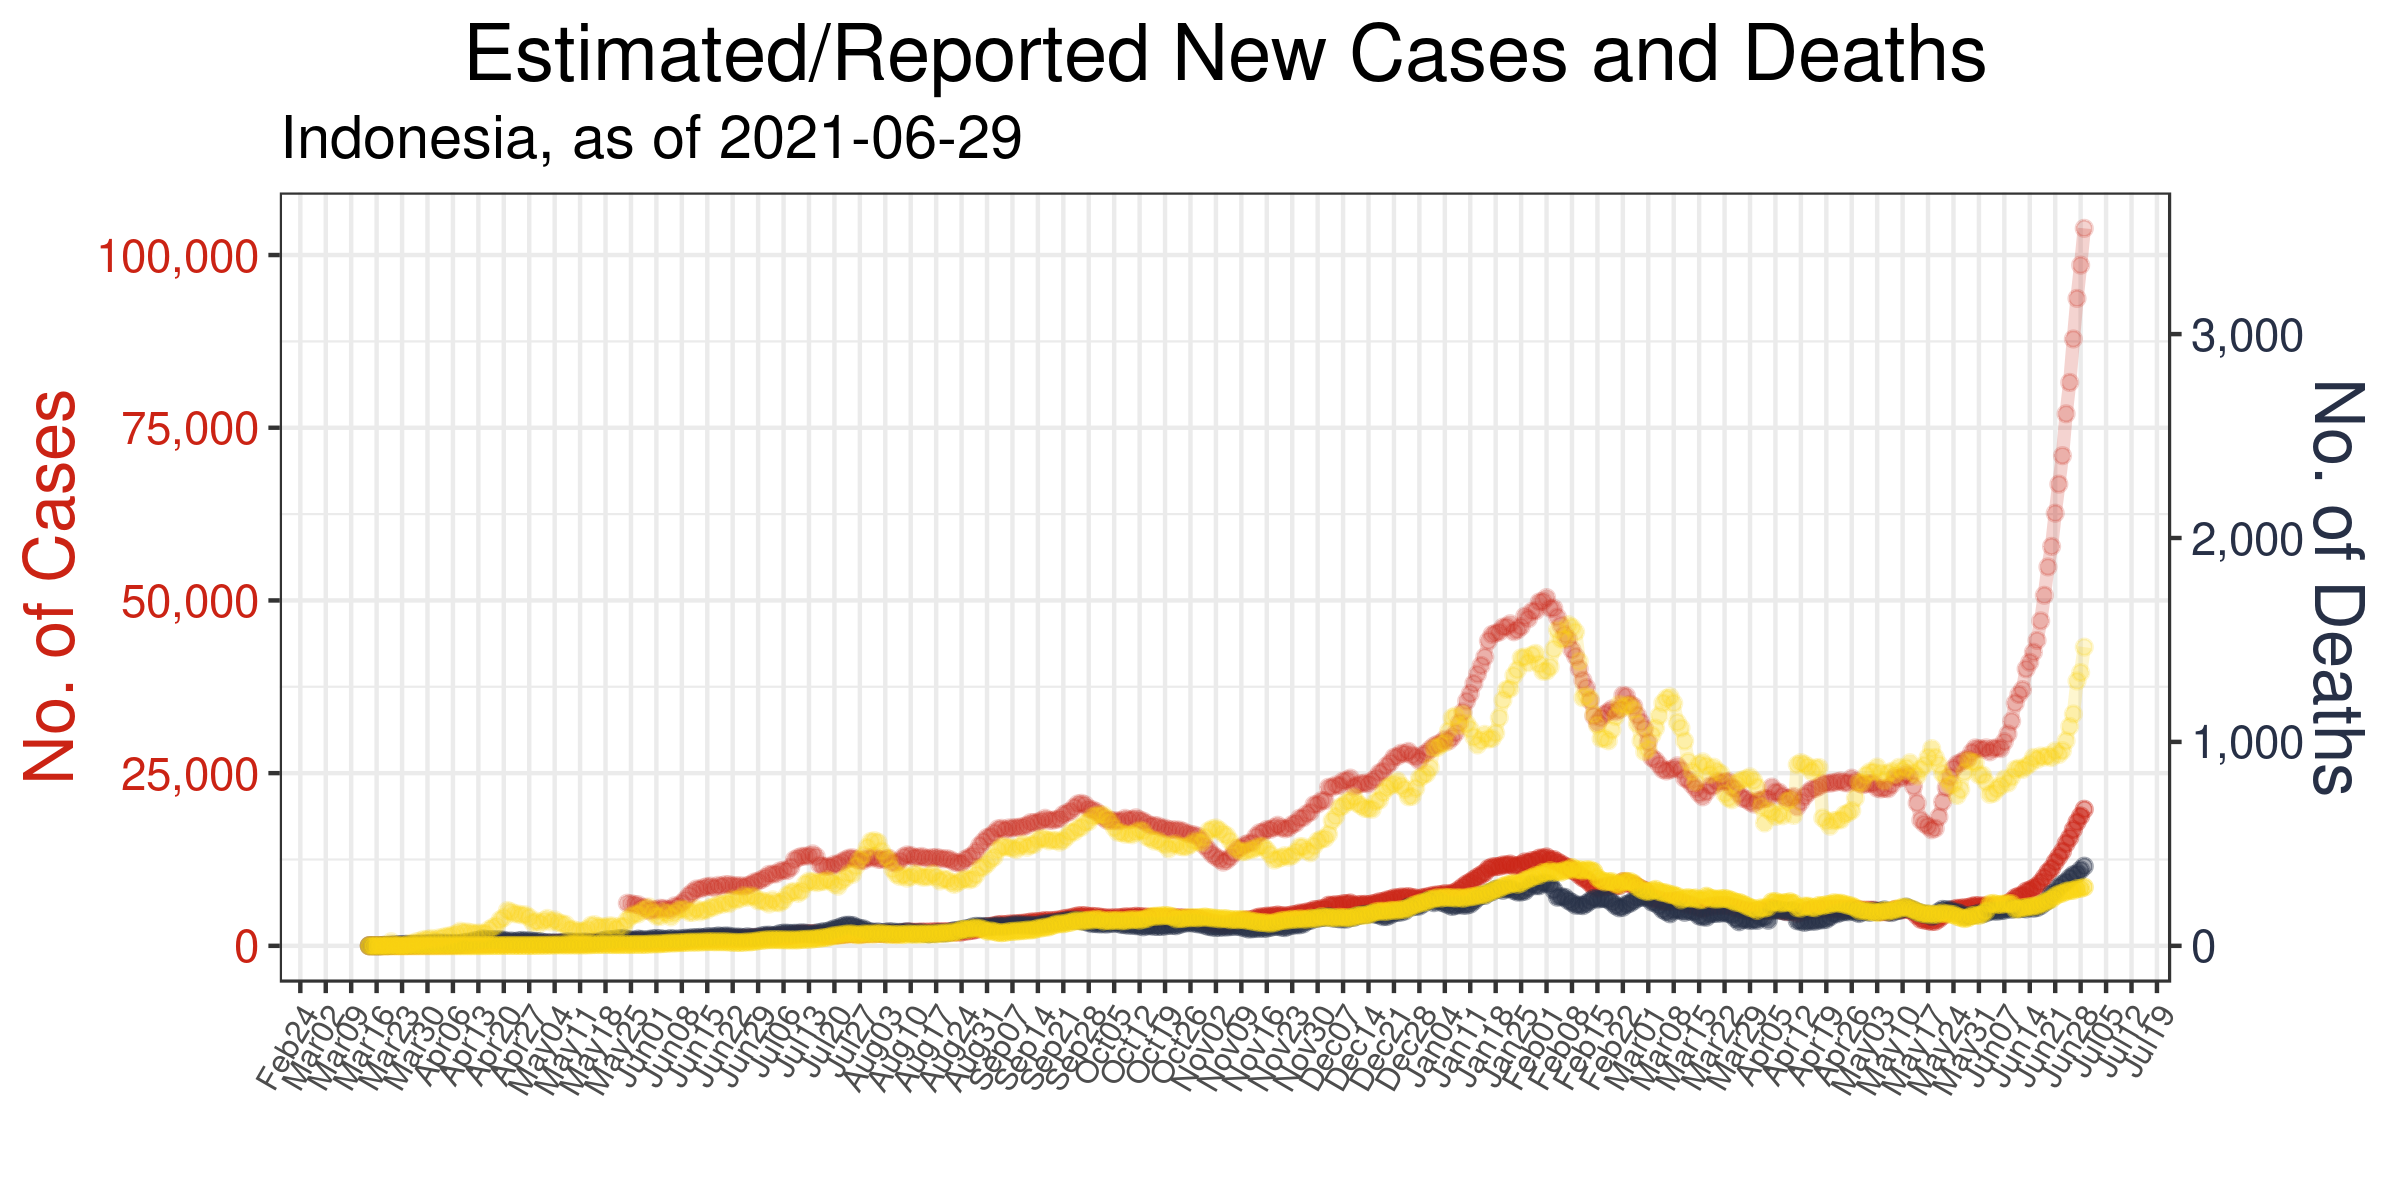 Estimated/Reported New Cases and Deaths
Indonesia, as of 2021-06-29
No. of Cases
100,000
75,000
50,000
25,000
0
3,000
2,000
1,000
0
No. of Deaths
Feb24
Mar02
Mar09
Mar16
Mar23
Mar30
Apr06
Apr13
Apr20
Apr27
May04
May11
May18
May25
Jun01
Jun08
Jun15
Jun22
Jun29
Jul06
Jul13
Jul20
Jul27
Aug03
Aug10
Aug17
Aug24
Aug31
Sep07
Sep14
Sep21
Sep28
Oct05
Oct12
Oct19
Oct26
Nov02
Nov09
Nov16
Nov23
Nov30
Dec07
Dec14
Dec21
Dec28
Jan04
Jan11
Jan18
Jan25
Feb01
Feb08
Feb15
Feb22
Mar01
Mar08
Mar15
Mar22
Mar29
Apr05
Apr12
Apr19
Apr26
May03
May10
May17
May24
May31
Jun07
Jun14
Jun21
Jun28
Jul05
Jul12
Jul19